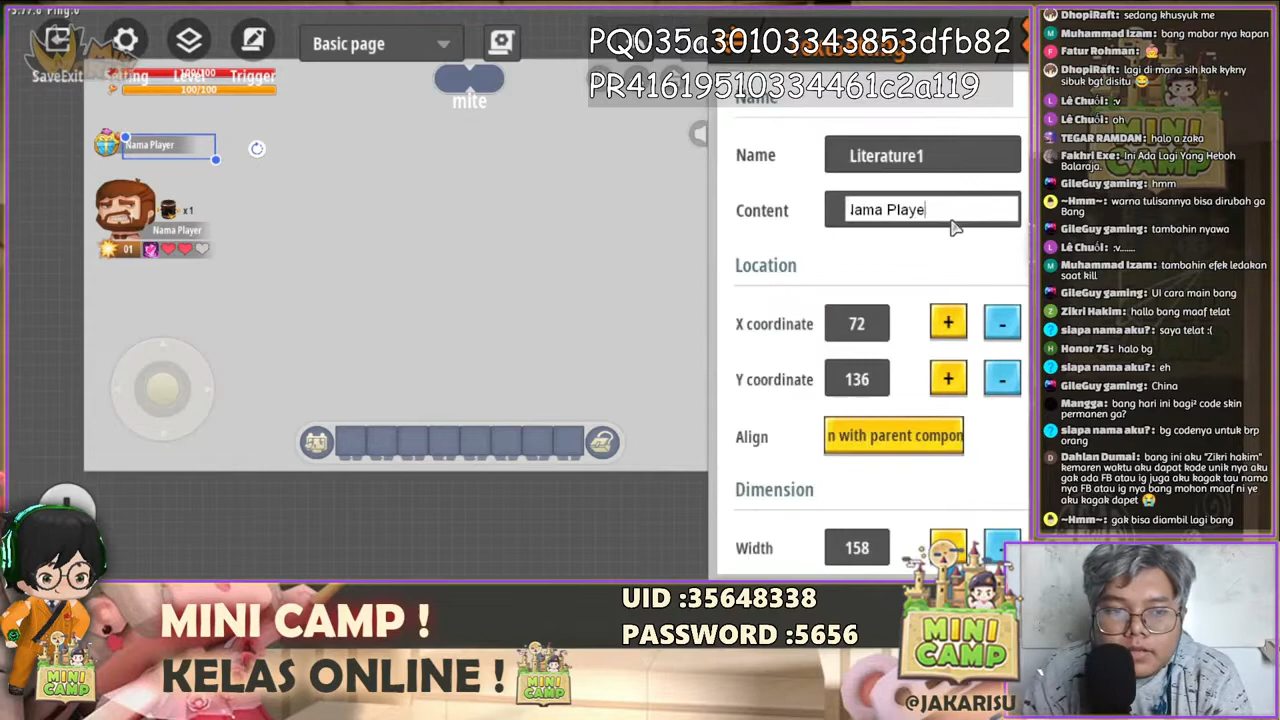 SaveExit
Setting
Level
Trigger
100/100
100/100
Basic page
mite
PQ035a30103343853dfb82
PR41619510334461c2a119
Name
Name
Literature1
Content
Nama Playe
Location
X coordinate
72
+
-
Y coordinate
136
+
-
Align
n with parent compon
Dimension
Width
158
Nama Player
x1
Nama Player
01
DhopiRaft: sedang khusyuk me
Muhammad Izam: bang mabar nya kapan
Fatur Rohman:
DhopiRaft: lagi di mana sih kak kykny
sibuk bgt disitu
Lê Chuối: :v
Lê Chuối: oh
TEGAR RAMDAN: halo a zaka
Fakhri Exe: Ini Ada Lagi Yang Heboh
Balaraja.
GileGuy gaming: hmm
~Hmm~: warna tulisannya bisa dirubah ga
Bang
GileGuy gaming: tambahin nyawa
Lê Chuối: :v.......
Muhammad Izam: tambahin efek ledakan
saat kill
GileGuy gaming: UI cara main bang
Zikri Hakim: hallo bang maaf telat
siapa nama aku?: saya telat :(
Honor 7S: halo bg
siapa nama aku?: eh
GileGuy gaming: China
Mangga: bang hari ini bagi² code skin
permanen ga?
siapa nama aku?: bg codenya untuk brp
orang
Dahlan Dumai: bang ini aku "Zikri hakim"
kemaren waktu aku dapat kode unik nya aku
gak ada FB atau ig juga aku kagak tau nama
nya FB atau ig nya bang mohon maaf ni ye
aku kagak dapet
~Hmm~: gak bisa diambil lagi bang
MINI CAMP !
KELAS ONLINE !
UID :35648338
PASSWORD :5656
MINI
CAMP
MINI
CAMP
MINI
CAMP
@JAKARISU